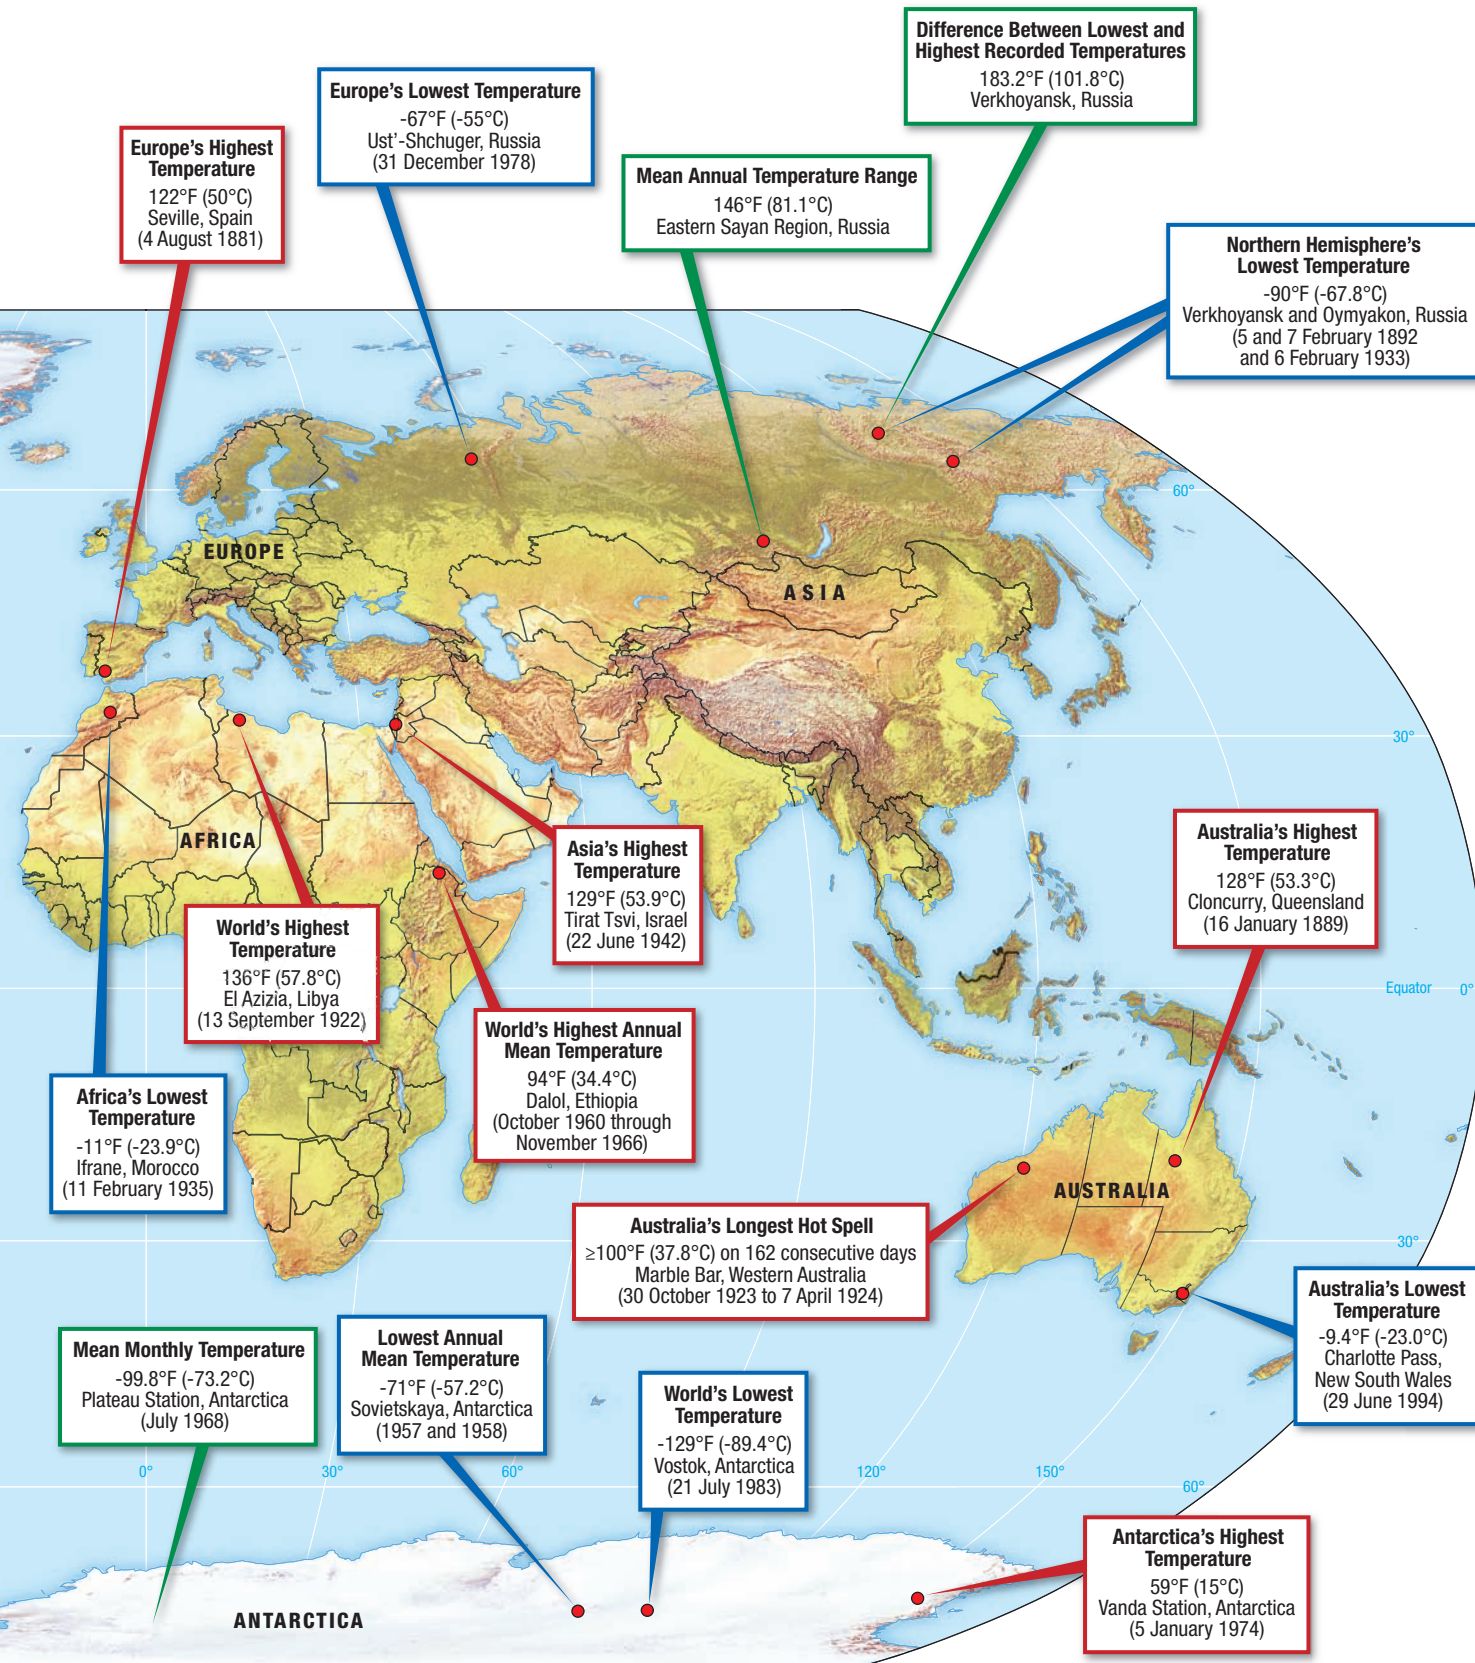 Difference Between Lowest and
Highest Recorded Temperatures
183.2°F (101.8°C)
Verkhoyansk, Russia
Europe's Lowest Temperature
-67°F (-55°C)
Ust'-Shchuger, Russia
(31 December 1978)
Europe's Highest
Temperature
122°F (50°C)
Seville, Spain
(4 August 1881)
Mean Annual Temperature Range
146°F (81.1°C)
Eastern Sayan Region, Russia
Northern Hemisphere's
Lowest Temperature
-90°F (-67.8°C)
Verkhoyansk and Oymyakon, Russia
(5 and 7 February 1892
and 6 February 1933)
60°
EUROPE
ASIA
30°
AFRICA
Asia's Highest
Temperature
129°F (53.9°C)
Tirat Tsvi, Israel
(22 June 1942)
Australia's Highest
Temperature
128°F (53.3°C)
Cloncurry, Queensland
(16 January 1889)
World's Highest
Temperature
136°F (57.8°C)
El Azizia, Libya
(13 September 1922)
Equator 0°
World's Highest Annual
Mean Temperature
94°F (34.4°C)
Dalol, Ethiopia
(October 1960 through
November 1966)
Africa's Lowest
Temperature
-11°F (-23.9°C)
Ifrane, Morocco
(11 February 1935)
AUSTRALIA
Australia's Longest Hot Spell
≥100°F (37.8°C) on 162 consecutive days
Marble Bar, Western Australia
(30 October 1923 to 7 April 1924)
30°
Australia's Lowest
Temperature
-9.4°F (-23.0°C)
Charlotte Pass,
New South Wales
(29 June 1994)
Mean Monthly Temperature
-99.8°F (-73.2°C)
Plateau Station, Antarctica
(July 1968)
Lowest Annual
Mean Temperature
-71°F (-57.2°C)
Sovietskaya, Antarctica
(1957 and 1958)
World's Lowest
Temperature
-129°F (-89.4°C)
Vostok, Antarctica
(21 July 1983)
0° 30° 60° 120° 150°
60°
Antarctica's Highest
Temperature
59°F (15°C)
Vanda Station, Antarctica
(5 January 1974)
ANTARCTICA